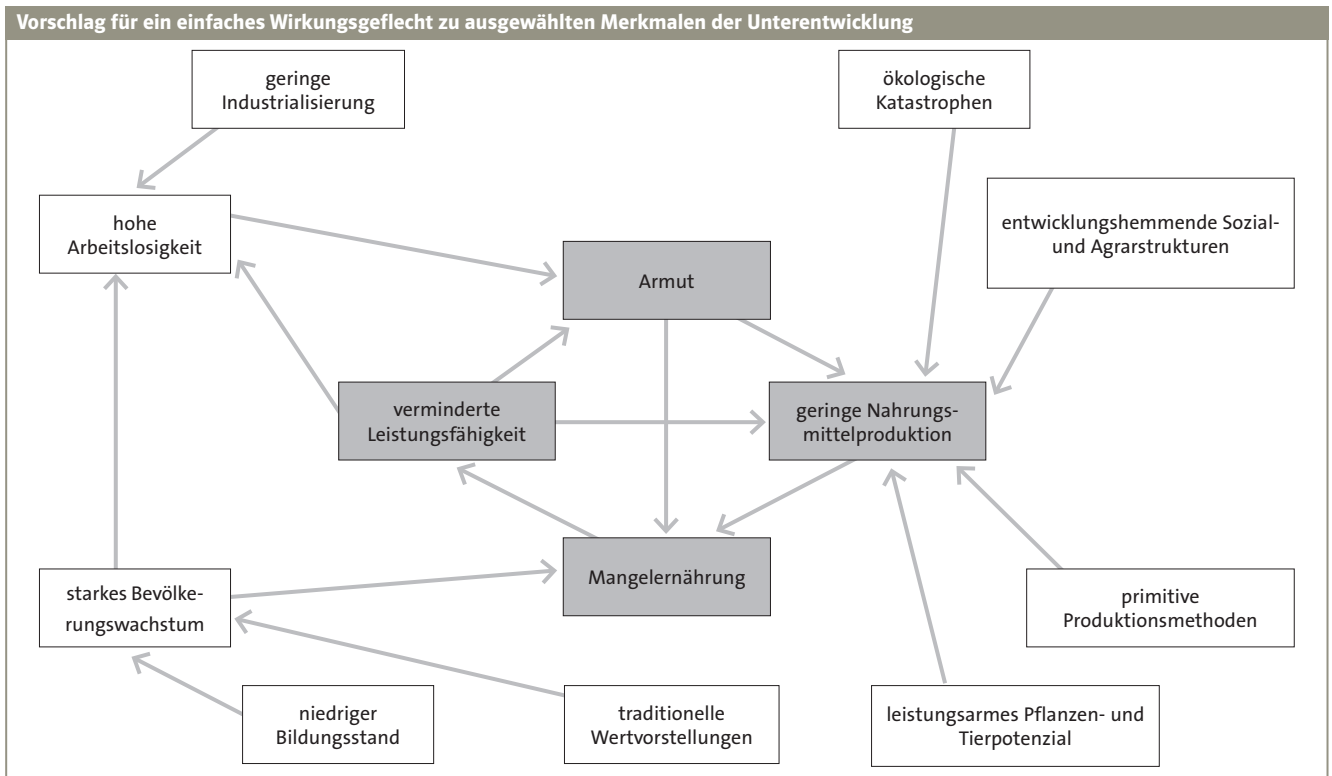 Vorschlag für ein einfaches Wirkungsgeflecht zu ausgewählten Merkmalen der Unterentwicklung
geringe
Industrialisierung
ökologische
Katastrophen
hohe
Arbeitslosigkeit
entwicklungshemmende Sozial-
und Agrarstrukturen
Armut
verminderte
Leistungsfähigkeit
geringe Nahrungs-
mittelproduktion
Mangelernährung
starkes Bevölke-
rungswachstum
primitive
Produktionsmethoden
niedriger
Bildungsstand
traditionelle
Wertvorstellungen
leistungsarmes Pflanzen- und
Tierpotenzial